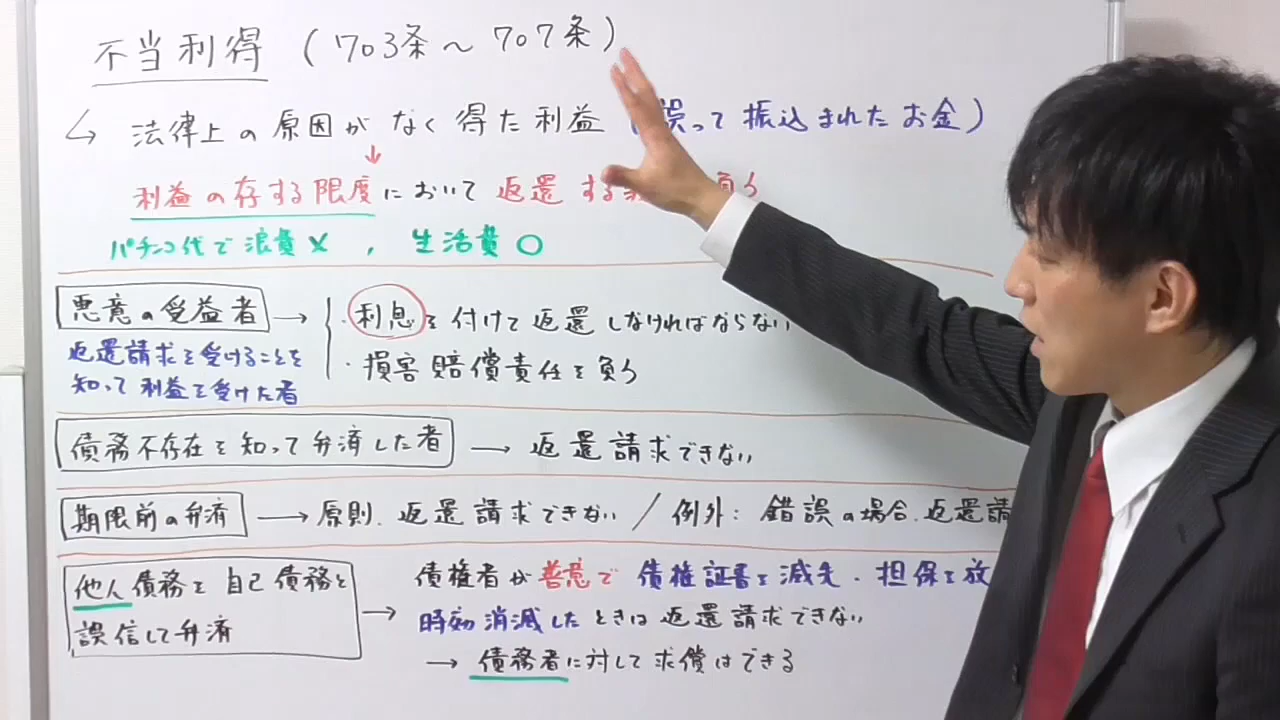 不当利得 (703条〜707条)
↳ 法律上の原因がなく得た利益 (誤って振込まれたお金)
↓
利益の存する限度において返還する 負う
パチンコ代で浪費×, 生活費○
悪意の受益者 → { ・利息を付けて返還しなければならない
返還請求を受けることを
知って利益を受けた者
・損害賠償責任を負う
債務不存在を知って弁済した者 → 返還請求できない
期限前の弁済 → 原則. 返還請求できない / 例外: 錯誤の場合. 返還請
他人債務を自己債務と
誤信して弁済
→ 債権者が善意で債権証書を減失・担保を放
時効消滅したときは返還請求できない
→ 債務者に対して求償はできる